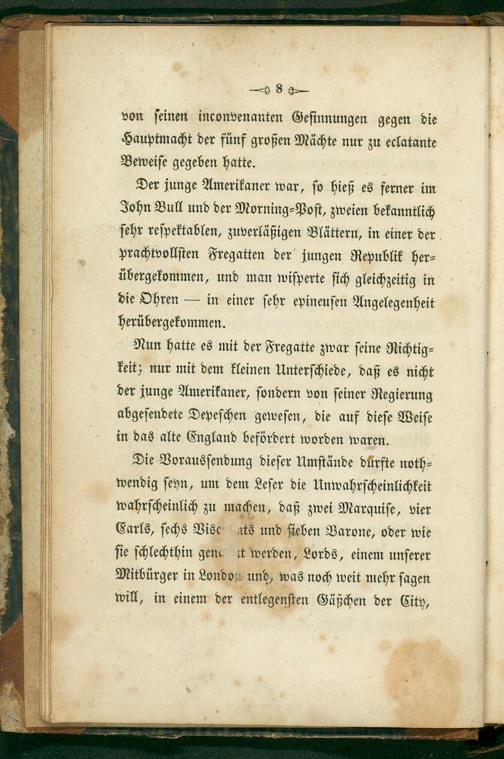 8
von seinen inconvenanten Gesinnungen gegen die
Hauptmacht der fünf großen Mächte nur zu eclatante
Beweise gegeben hatte.
Der junge Amerikaner war, so hieß es ferner im
John Bull und der Morning-Post, zweien bekanntlich
sehr respektablen, zuverläßigen Blättern, in einer der
prachtvollsten Fregatten der jungen Republik her-
übergekommen, und man wisperte sich gleichzeitig in
die Ohren — in einer sehr epineusen Angelegenheit
herübergekommen.
Nun hatte es mit der Fregatte zwar seine Richtig-
keit; nur mit dem kleinen Unterschiede, daß es nicht
der junge Amerikaner, sondern von seiner Regierung
abgesendete Depeschen gewesen, die auf diese Weise
in das alte England befördert worden waren.
Die Voraussendung dieser Umstände dürfte noth-
wendig seyn, um dem Leser die Unwahrscheinlichkeit
wahrscheinlich zu machen, daß zwei Marquise, vier
Earls, sechs und sieben Barone, oder wie
sie schlechthin werden, Lords, einem unserer
Mitbürger in London und, was noch weit mehr sagen
will, in einem der entlegensten Gäßchen der City,